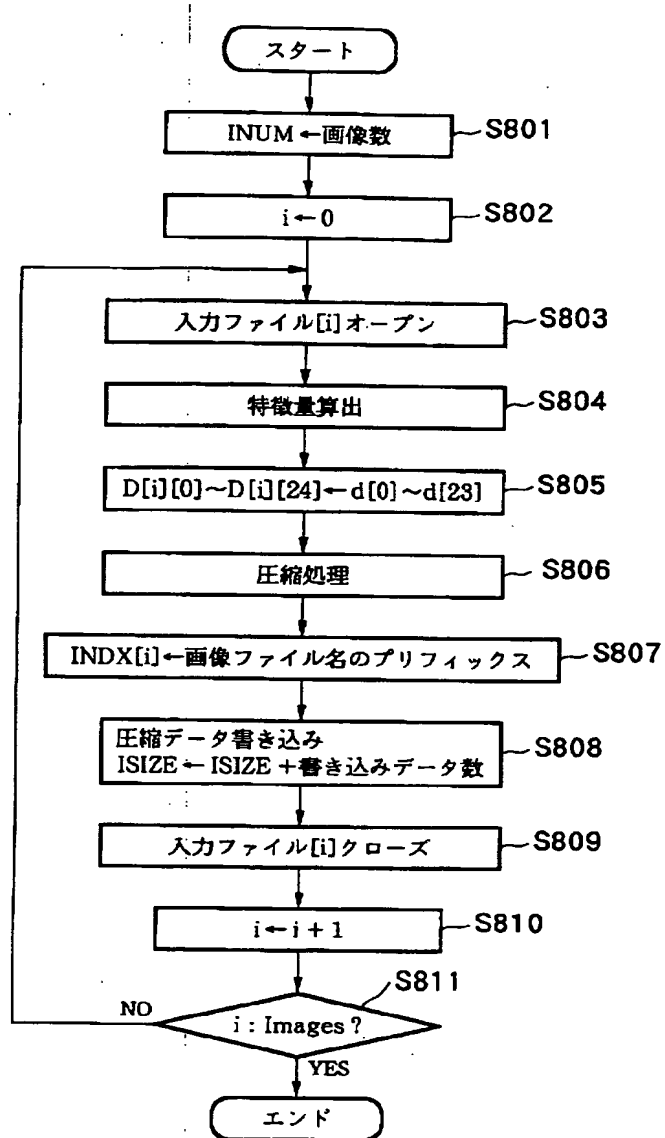 スタート
INUM←画像数
S801
i←0
S802
入力ファイル[i]オープン
S803
特徴量算出
S804
D[i][0]~D[i][24]←d[0]~d[23]
S805
圧縮処理
S806
INDX[i]←画像ファイル名のプリフィックス
S807
圧縮データ書き込み
ISIZE←ISIZE+書き込みデータ数
S808
入力ファイル[i]クローズ
S809
i←i+1
S810
S811
NO
i:Images?
YES
エンド